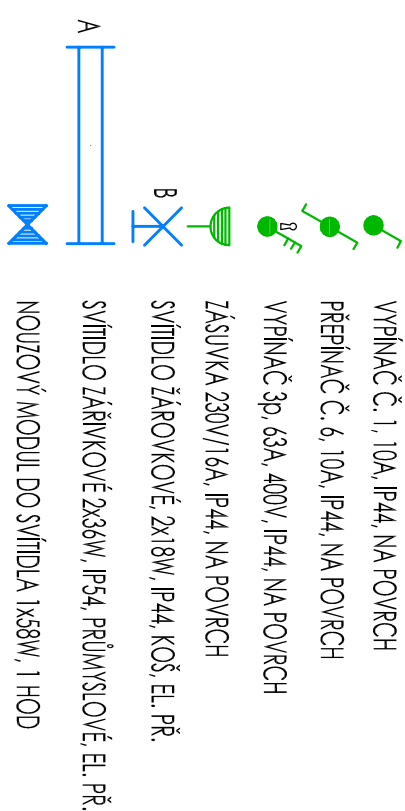 VYPÍNAČ Č. 1, 10A, IP44, NA POVRCH
PŘEPÍNAČ Č. 6, 10A, IP44, NA POVRCH
VYPÍNAČ 3p, 63A, 400V, IP44, NA POVRCH
ZÁSUVKA 230V/16A, IP44, NA POVRCH
B
SVÍTIDLO ŽÁROVKOVÉ, 2x18W, IP44, KOŠ, EL. PŘ.
A
SVÍTIDLO ZÁŘIVKOVÉ 2x36W, IP54, PRŮMYSLOVÉ, EL. PŘ.
NOUZOVÝ MODUL DO SVÍTIDLA 1x58W, 1 HOD